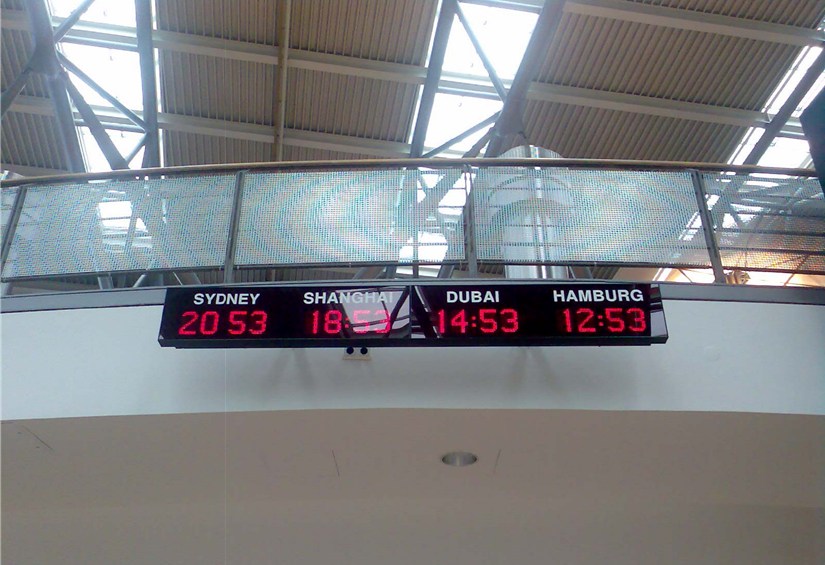 SYDNEY SHANGHAI DUBAI HAMBURG
20 53 18:53 14:53 12:53